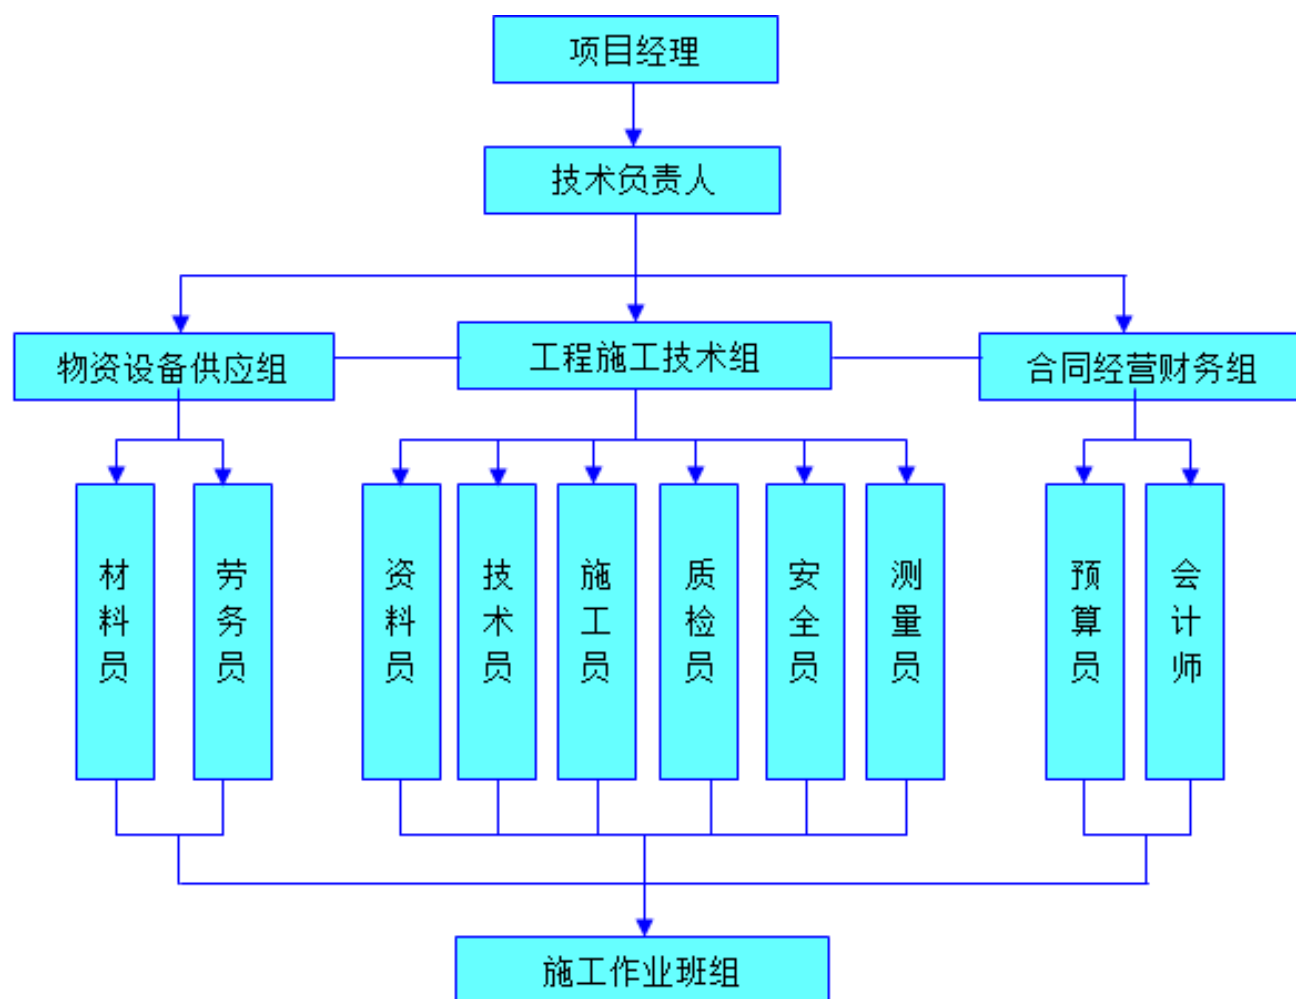 项目经理
技术负责人
物资设备供应组
工程施工技术组
合同经营财务组
材料员
劳务员
资料员
技术员
施工员
质检员
安全员
测量员
预算员
会计师
施工作业班组